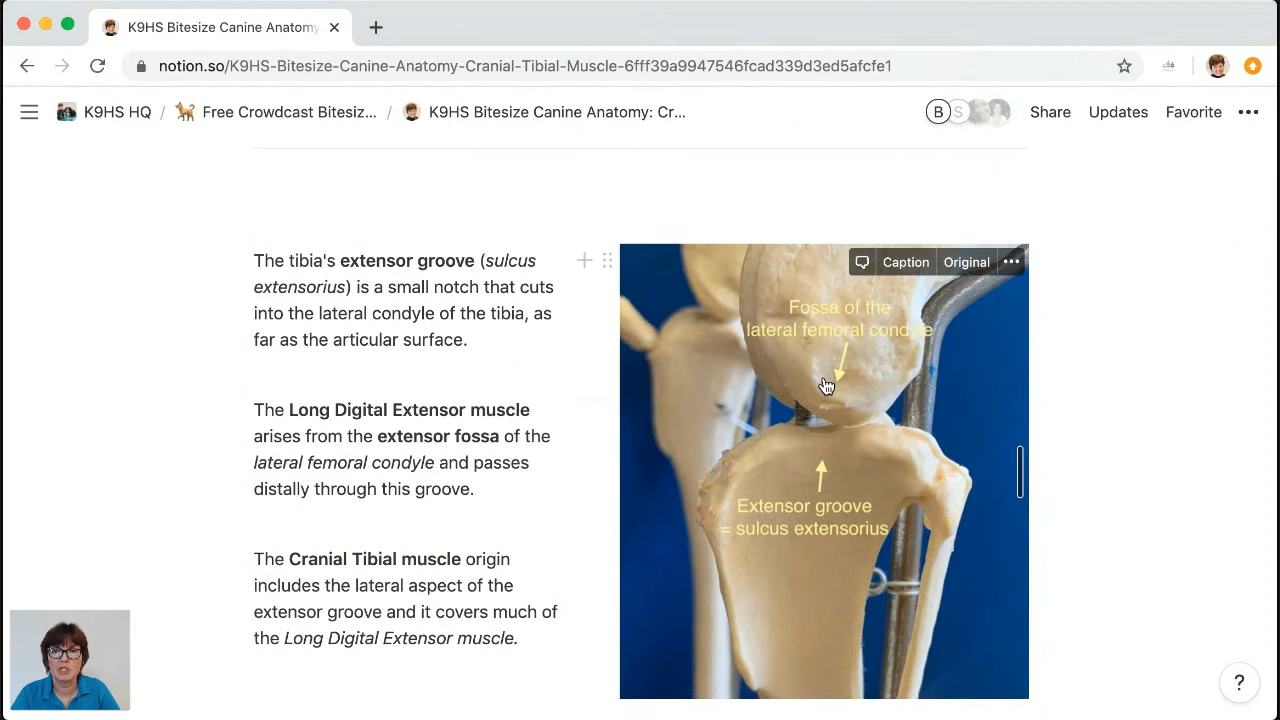 K9HS Bitesize Canine Anatomy
notion.so/K9HS-Bitesize-Canine-Anatomy-Cranial-Tibial-Muscle-6fff39a9947546fcad339d3ed5afcfe1
K9HS HQ / Free Crowdcast Bitesiz... / K9HS Bitesize Canine Anatomy: Cr...
B S Share Updates Favorite
The tibia's extensor groove (sulcus
extensorius) is a small notch that cuts
into the lateral condyle of the tibia, as
far as the articular surface.
The Long Digital Extensor muscle
arises from the extensor fossa of the
lateral femoral condyle and passes
distally through this groove.
The Cranial Tibial muscle origin
includes the lateral aspect of the
extensor groove and it covers much of
the Long Digital Extensor muscle.
Caption Original
Fossa of the
lateral femoral condyle
Extensor groove
= sulcus extensorius
?